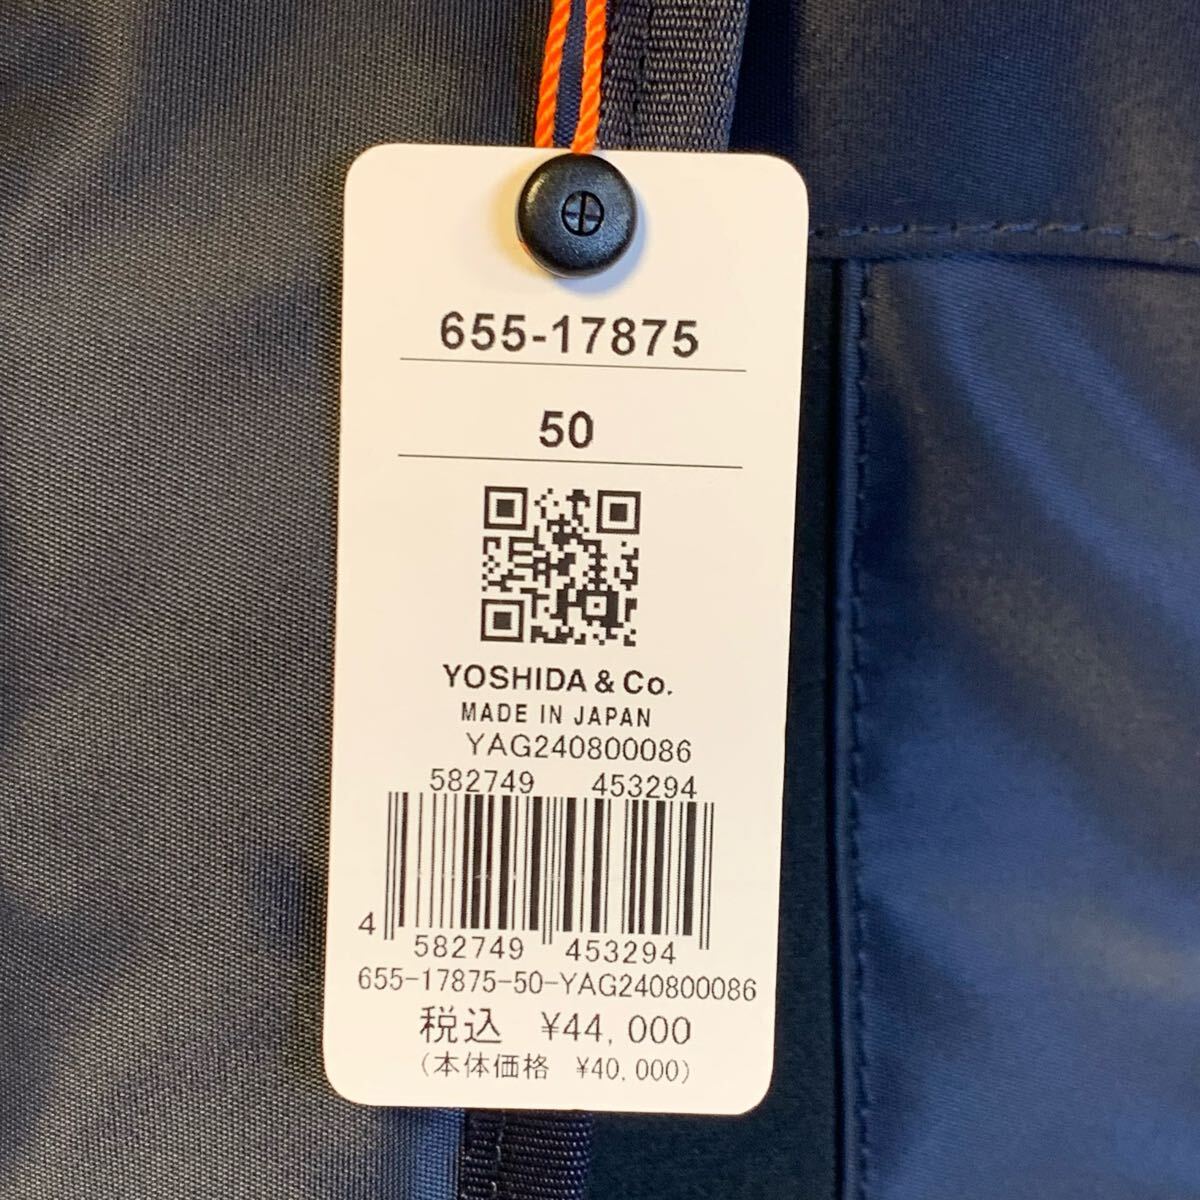 655-17875
50
YOSHIDA & Co.
MADE IN JAPAN
YAG240800086
582749 453294
4 582749 453294
655-17875-50-YAG240800086
税込 ¥44,000
(本体価格 ¥40,000)